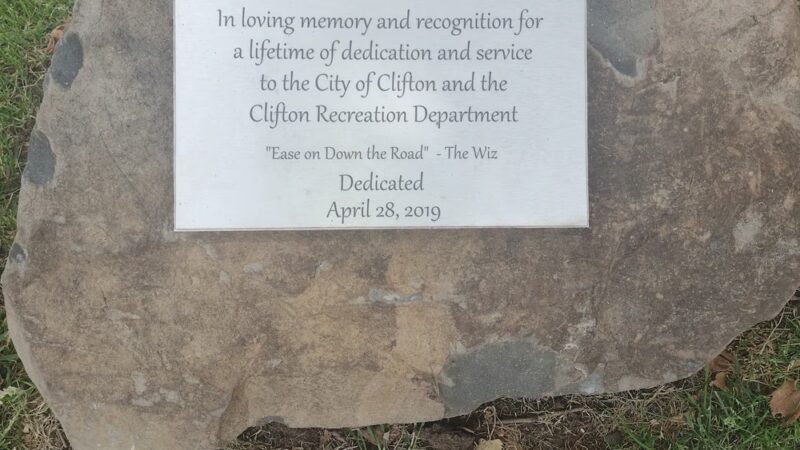 In loving memory and recognition for
a lifetime of dedication and service
to the City of Clifton and the
Clifton Recreation Department
"Ease on Down the Road" - The Wiz
Dedicated
April 28, 2019